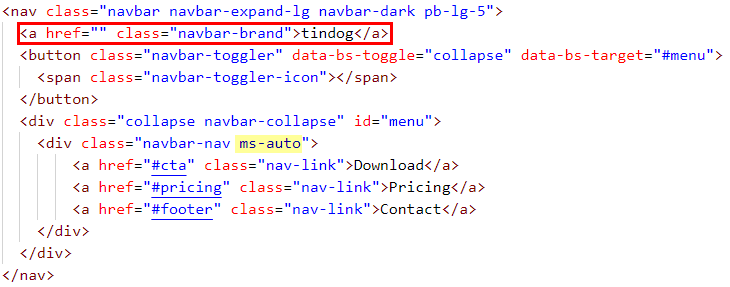 <nav class="navbar navbar-expand-lg navbar-dark pb-lg-5">
<a href="" class="navbar-brand">tindog</a>
<button class="navbar-toggler" data-bs-toggle="collapse" data-bs-target="#menu">
<span class="navbar-toggler-icon"></span>
</button>
<div class="collapse navbar-collapse" id="menu">
<div class="navbar-nav ms-auto">
<a href="#cta" class="nav-link">Download</a>
<a href="#pricing" class="nav-link">Pricing</a>
<a href="#footer" class="nav-link">Contact</a>
</div>
</div>
</nav>